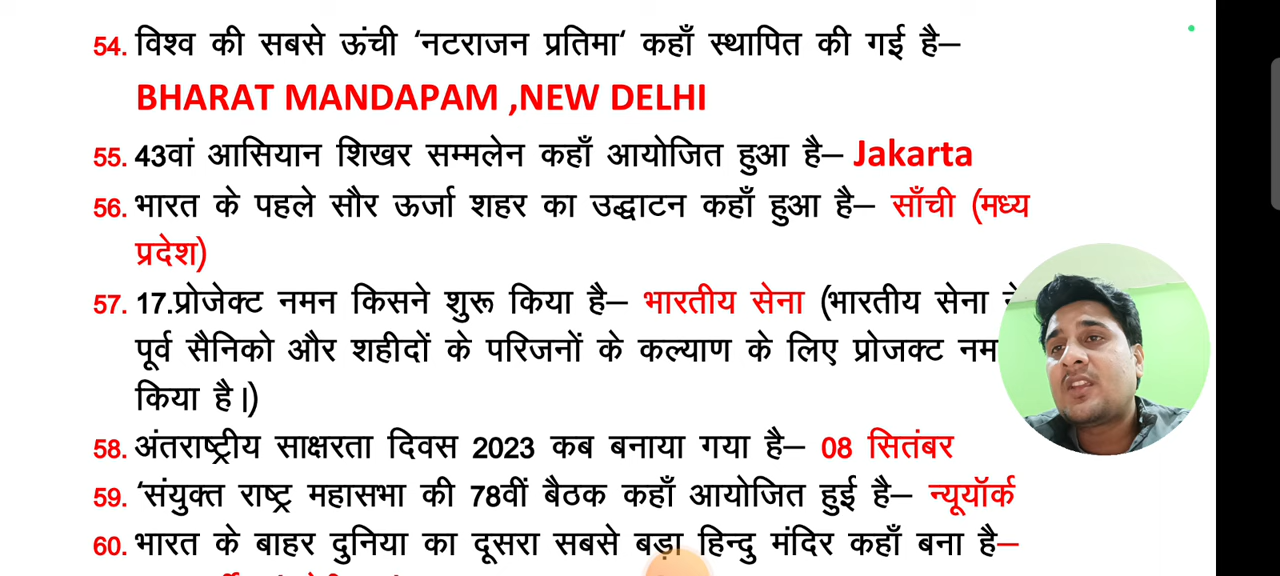 54. विश्व की सबसे ऊंची ‘नटराजन प्रतिमा‘ कहाँ स्थापित की गई है–
BHARAT MANDAPAM ,NEW DELHI
55. 43वां आसियान शिखर सम्मलेन कहाँ आयोजित हुआ है– Jakarta
56. भारत के पहले सौर ऊर्जा शहर का उद्घाटन कहाँ हुआ है– साँची (मध्य
प्रदेश)
57. 17.प्रोजेक्ट नमन किसने शुरू किया है– भारतीय सेना (भारतीय सेना
पूर्व सैनिको और शहीदों के परिजनों के कल्याण के लिए प्रोजक्ट नम
किया है।)
58. अंतराष्ट्रीय साक्षरता दिवस 2023 कब बनाया गया है– 08 सितंबर
59. ‘संयुक्त राष्ट्र महासभा की 78वीं बैठक कहाँ आयोजित हुई है– न्यूयॉर्क
60. भारत के बाहर दुनिया का दूसरा सबसे बड़ा हिन्दु मंदिर कहाँ बना है–